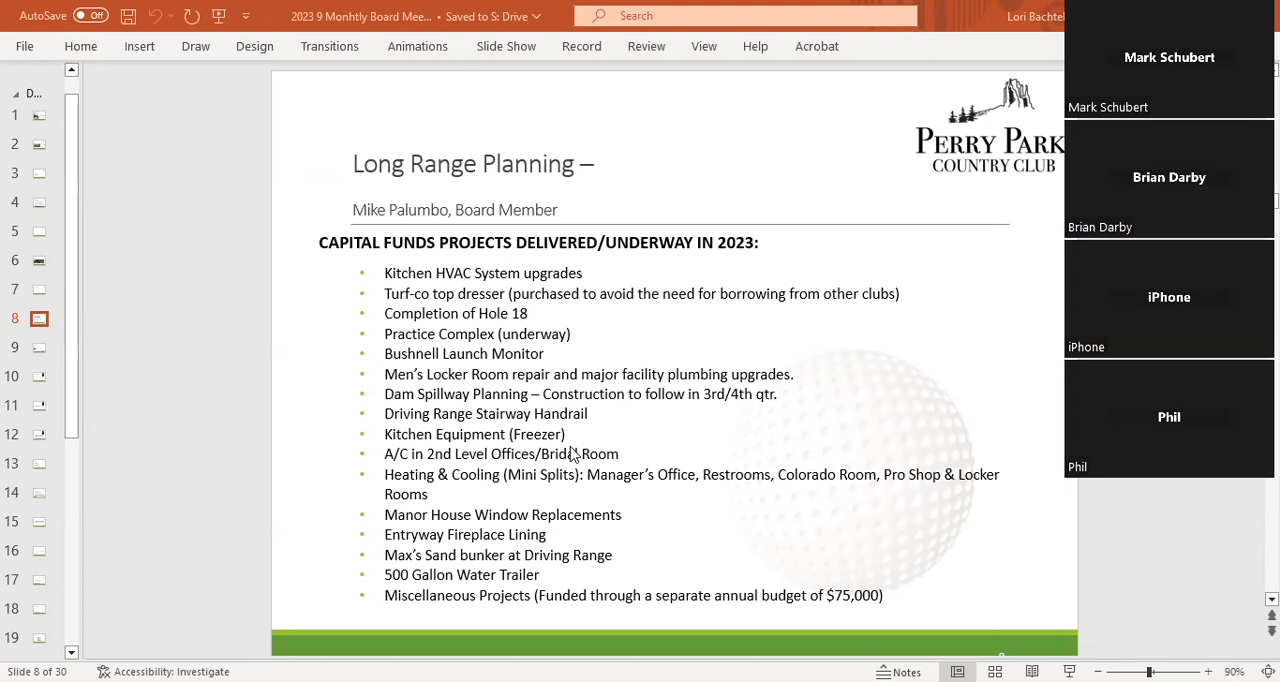 AutoSave Off 2023 9 Monhtly Board Mee... • Saved to S: Drive Search Lori Bachtel
File Home Insert Draw Design Transitions Animations Slide Show Record Review View Help Acrobat
D...
1
2
3
4
5
6
7
8
9
10
11
12
13
14
15
16
17
18
19
PERRY PARK
COUNTRY CLUB
Long Range Planning –
Mike Palumbo, Board Member
CAPITAL FUNDS PROJECTS DELIVERED/UNDERWAY IN 2023:
• Kitchen HVAC System upgrades
• Turf-co top dresser (purchased to avoid the need for borrowing from other clubs)
• Completion of Hole 18
• Practice Complex (underway)
• Bushnell Launch Monitor
• Men's Locker Room repair and major facility plumbing upgrades.
• Dam Spillway Planning – Construction to follow in 3rd/4th qtr.
• Driving Range Stairway Handrail
• Kitchen Equipment (Freezer)
• A/C in 2nd Level Offices/Bridge Room
• Heating & Cooling (Mini Splits): Manager's Office, Restrooms, Colorado Room, Pro Shop & Locker
Rooms
• Manor House Window Replacements
• Entryway Fireplace Lining
• Max's Sand bunker at Driving Range
• 500 Gallon Water Trailer
• Miscellaneous Projects (Funded through a separate annual budget of $75,000)
Mark Schubert
Mark Schubert
Brian Darby
Brian Darby
iPhone
iPhone
Phil
Phil
Slide 8 of 30 Accessibility: Investigate Notes 90%